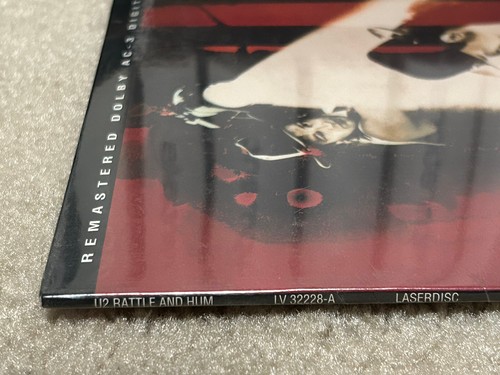 REMASTERED DOLBY AC-3
U2 RATTLE AND HUM LV 32228-A LASERDISC